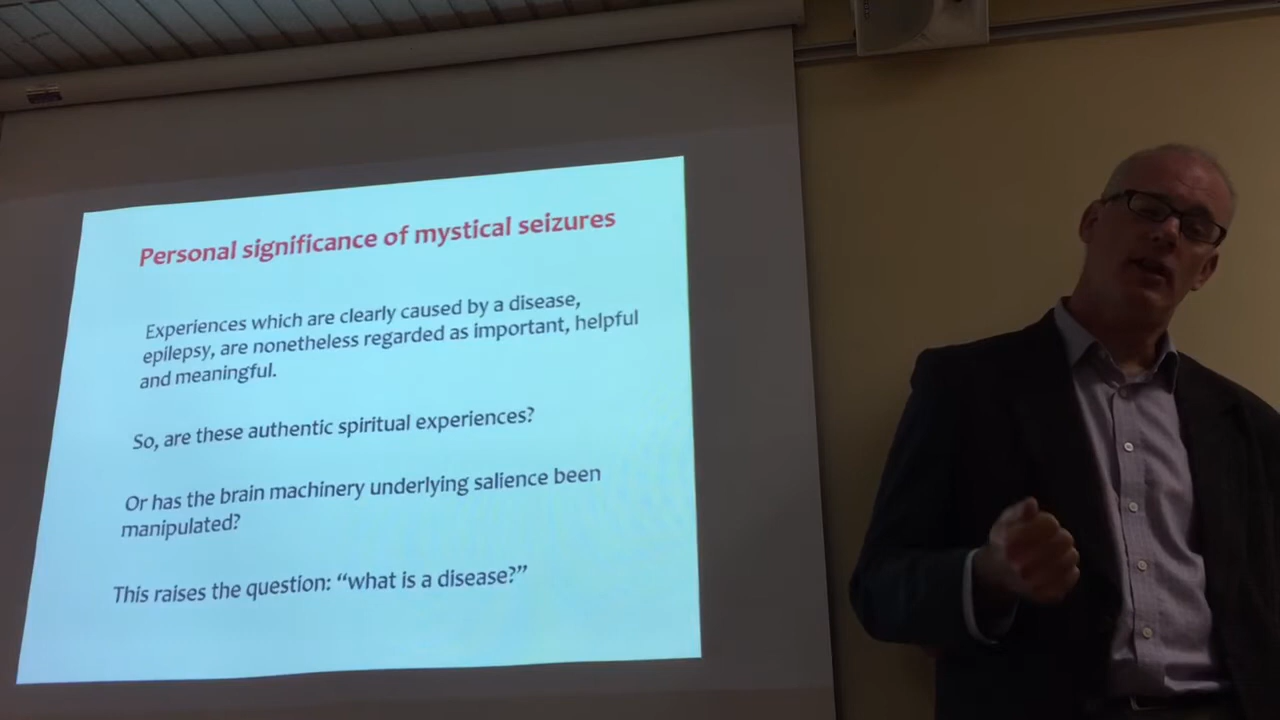 Personal significance of mystical seizures
Experiences which are clearly caused by a disease,
epilepsy, are nonetheless regarded as important, helpful
and meaningful.
So, are these authentic spiritual experiences?
Or has the brain machinery underlying salience been
manipulated?
This raises the question: “what is a disease?”